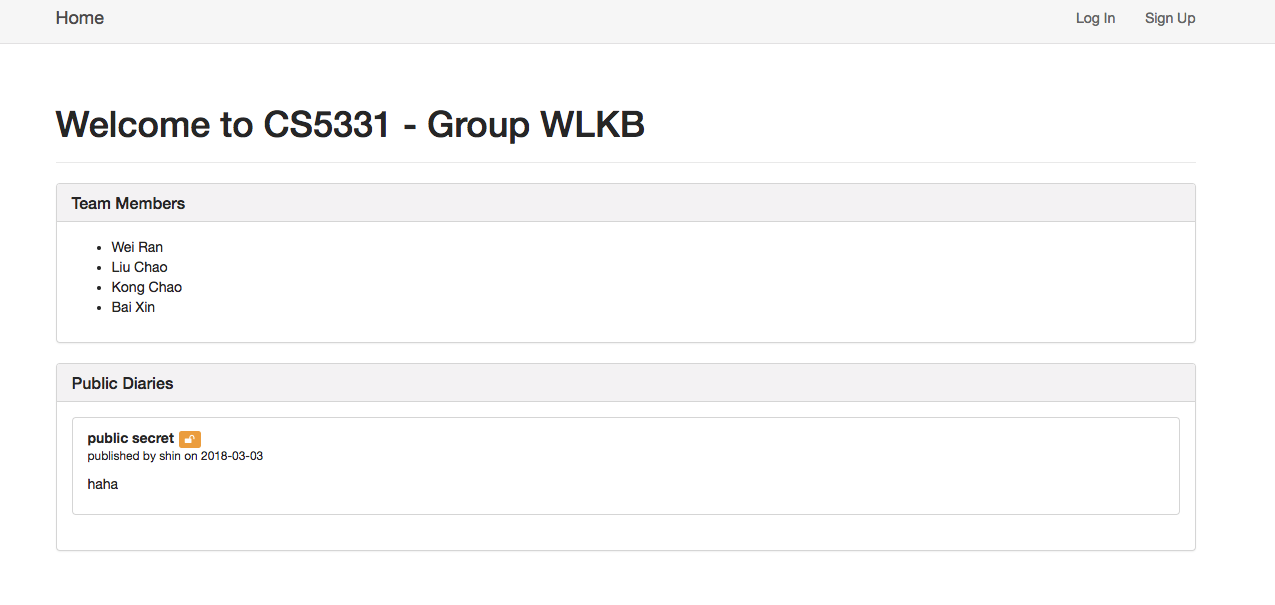 Home Log In Sign Up
Welcome to CS5331 - Group WLKB
Team Members
Wei Ran
Liu Chao
Kong Chao
Bai Xin
Public Diaries
public secret
published by shin on 2018-03-03
haha